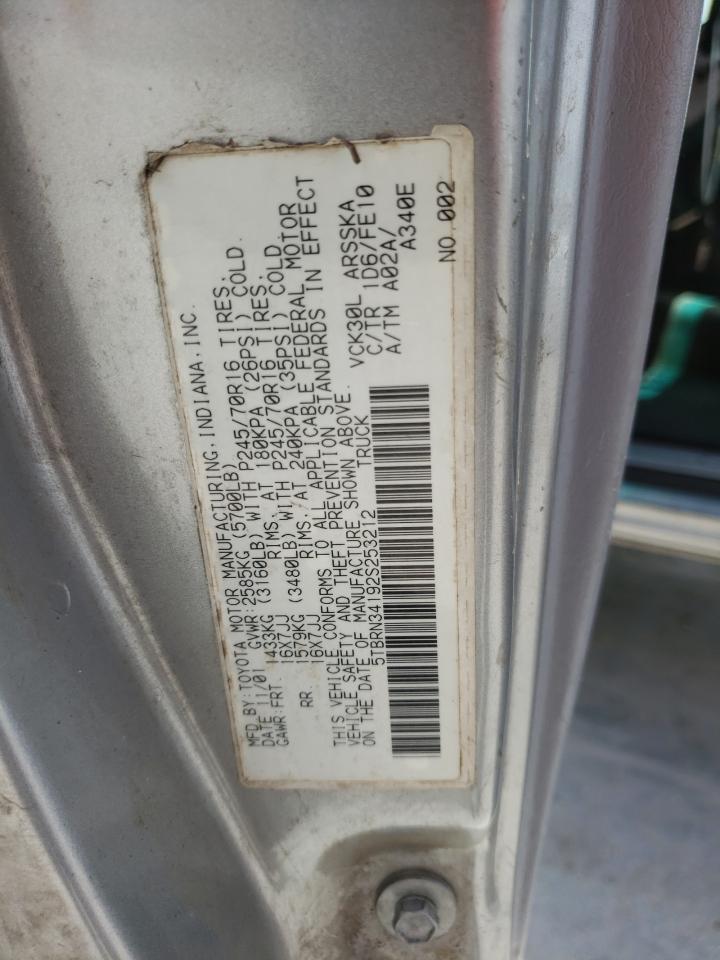 MFD.BY:TOYOTA MOTOR MANUFACTURING,INDIANA,INC.
DATE 11/01 GVWR:2585KG (5700LB)
GAWR:FRT. 1433KG (3160LB) WITH P245/70R16 TIRES,
16X7JJ RIMS, AT 180KPA (26PSI) COLD.
RR. 1579KG (3480LB) WITH P245/70R16 TIRES,
16X7JJ RIMS, AT 240KPA (35PSI) COLD.
THIS VEHICLE CONFORMS TO ALL APPLICABLE FEDERAL MOTOR
VEHICLE SAFETY AND THEFT PREVENTION STANDARDS IN EFFECT
ON THE DATE OF MANUFACTURE SHOWN ABOVE.
5TBRN34192S253212 TRUCK
VCK30L ARSSKA
C/TR 1D6/FE10
A/TM A02A/
A340E
NO.002